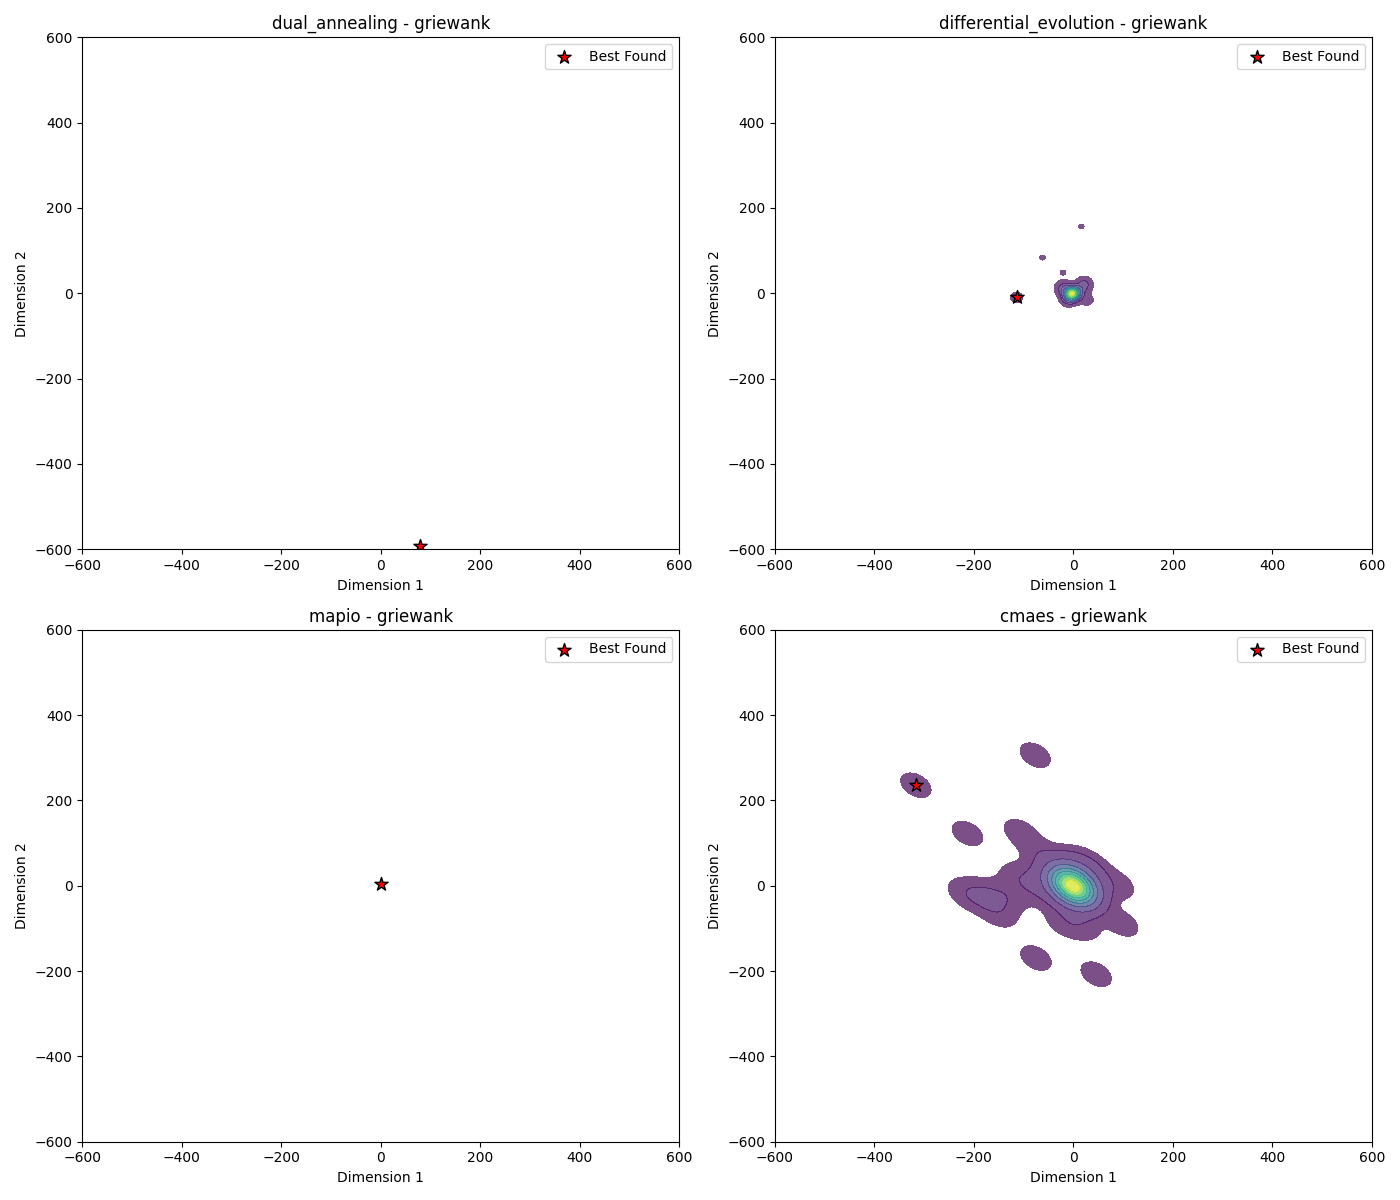 dual_annealing - griewank
Best Found
600
400
200
0
−200
−400
−600
Dimension 2
−600 −400 −200 0 200 400 600
Dimension 1
differential_evolution - griewank
Best Found
600
400
200
0
−200
−400
−600
Dimension 2
−600 −400 −200 0 200 400 600
Dimension 1
mapio - griewank
Best Found
600
400
200
0
−200
−400
−600
Dimension 2
−600 −400 −200 0 200 400 600
Dimension 1
cmaes - griewank
Best Found
600
400
200
0
−200
−400
−600
Dimension 2
−600 −400 −200 0 200 400 600
Dimension 1